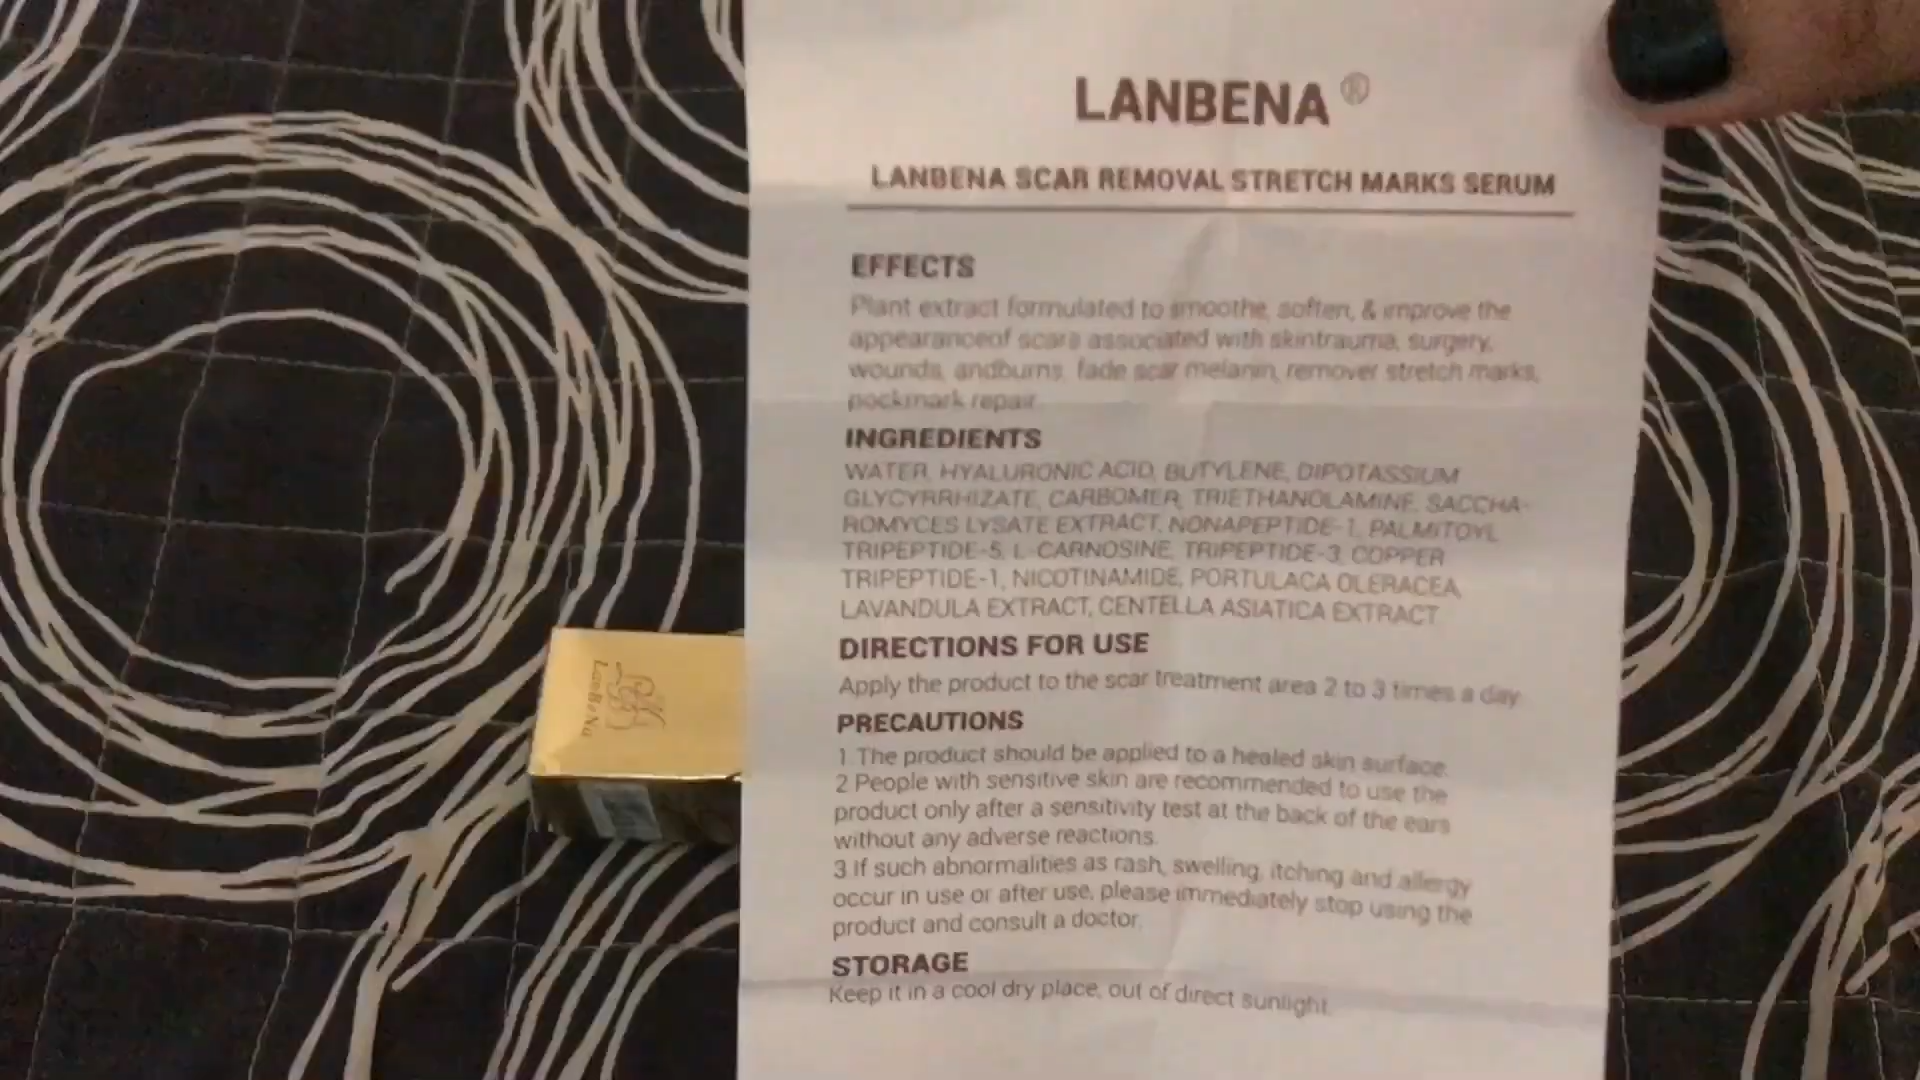 LANBENA ®
LANBENA SCAR REMOVAL STRETCH MARKS SERUM
EFFECTS
Plant extract formulated to smoothe, soften, & improve the
appearanceof scara associated with skintrauma, surgery,
wounds, andburns, fade scar melanin, remover stretch marks,
pockmark repair.
INGREDIENTS
WATER, HYALURONIC ACID, BUTYLENE, DIPOTASSIUM
GLYCYRRHIZATE, CARBOMER, TRIETHANOLAMINE, SACCHA-
ROMYCES LYSATE EXTRACT, NONAPEPTIDE-1, PALMITOYL
TRIPEPTIDE-5, L-CARNOSINE, TRIPEPTIDE-3, COPPER
TRIPEPTIDE-1, NICOTINAMIDE, PORTULACA OLERACEA,
LAVANDULA EXTRACT, CENTELLA ASIATICA EXTRACT.
DIRECTIONS FOR USE
Apply the product to the scar treatment area 2 to 3 times a day.
PRECAUTIONS
1 The product should be applied to a healed skin surface.
2 People with sensitive skin are recommended to use the
product only after a sensitivity test at the back of the ears
without any adverse reactions.
3 If such abnormalities as rash, swelling, itching and allergy
occur in use or after use, please immediately stop using the
product and consult a doctor.
STORAGE
Keep it in a cool dry place, out of direct sunlight.
LanBeNa